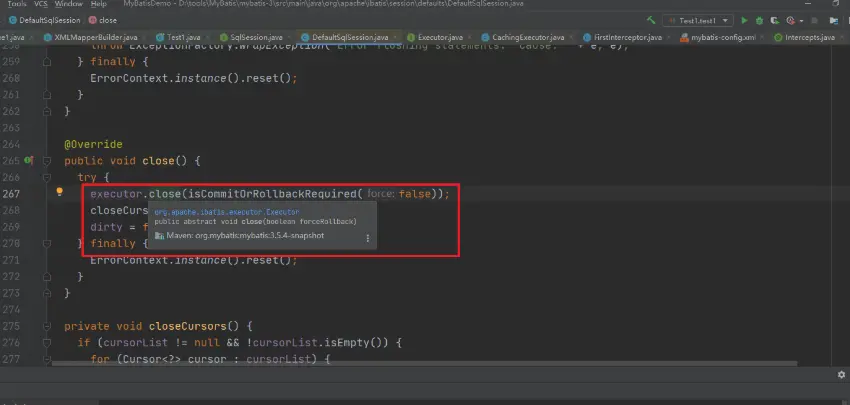 Tools VCS Window Help MyBatisDemo - D:\tools\MyBatis\mybatis-3\src\main\java\org\apache\ibatis\session\defaults\DefaultSqlSession.java
DefaultSqlSession close Test1.test1
e1.java XMLMapperBuilder.java Test1.java SqlSession.java DefaultSqlSession.java Executor.java CachingExecutor.java FirstInterceptor.java mybatis-config.xml Intercepts.java
258 throw ExceptionFactory.wrapException("Error flushing statements. Cause: " + e, e);
259 } finally {
260 ErrorContext.instance().reset();
261 }
262 }
263
264 @Override
265 public void close() {
266 try {
267 executor.close(isCommitOrRollbackRequired( force: false));
268 closeCurs
org.apache.ibatis.executor.Executor
public abstract void close(boolean forceRollback)
269 dirty = f
Maven: org.mybatis:mybatis:3.5.4-snapshot
270 } finally {
271 ErrorContext.instance().reset();
272 }
273 }
274
275 private void closeCursors() {
276 if (cursorList != null && !cursorList.isEmpty()) {
277 for (Cursor<?> cursor : cursorList) {